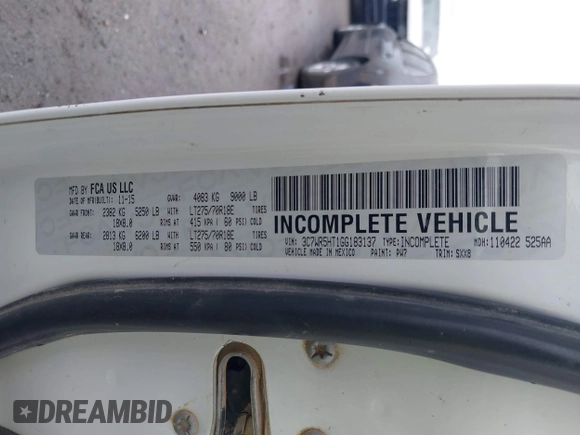 MFD BY FCA US LLC
DATE OF MFR(BUILT): 11-15 GVWR: 4083 KG 9000 LB
GAWR FRONT: 2382 KG 5250 LB WITH LT275/70R18E TIRES
18X8.0 RIMS AT 415 KPA ( 60 PSI) COLD
GAWR REAR: 2813 KG 6200 LB WITH LT275/70R18E TIRES
18X8.0 RIMS AT 550 KPA ( 80 PSI) COLD
INCOMPLETE VEHICLE
VIN: 3C7WR5HT1GG183137 TYPE: INCOMPLETE MDH: 110422 525AA
VEHICLE MADE IN MEXICO PAINT: PW7 TRIM: SXX8
DREAMBID